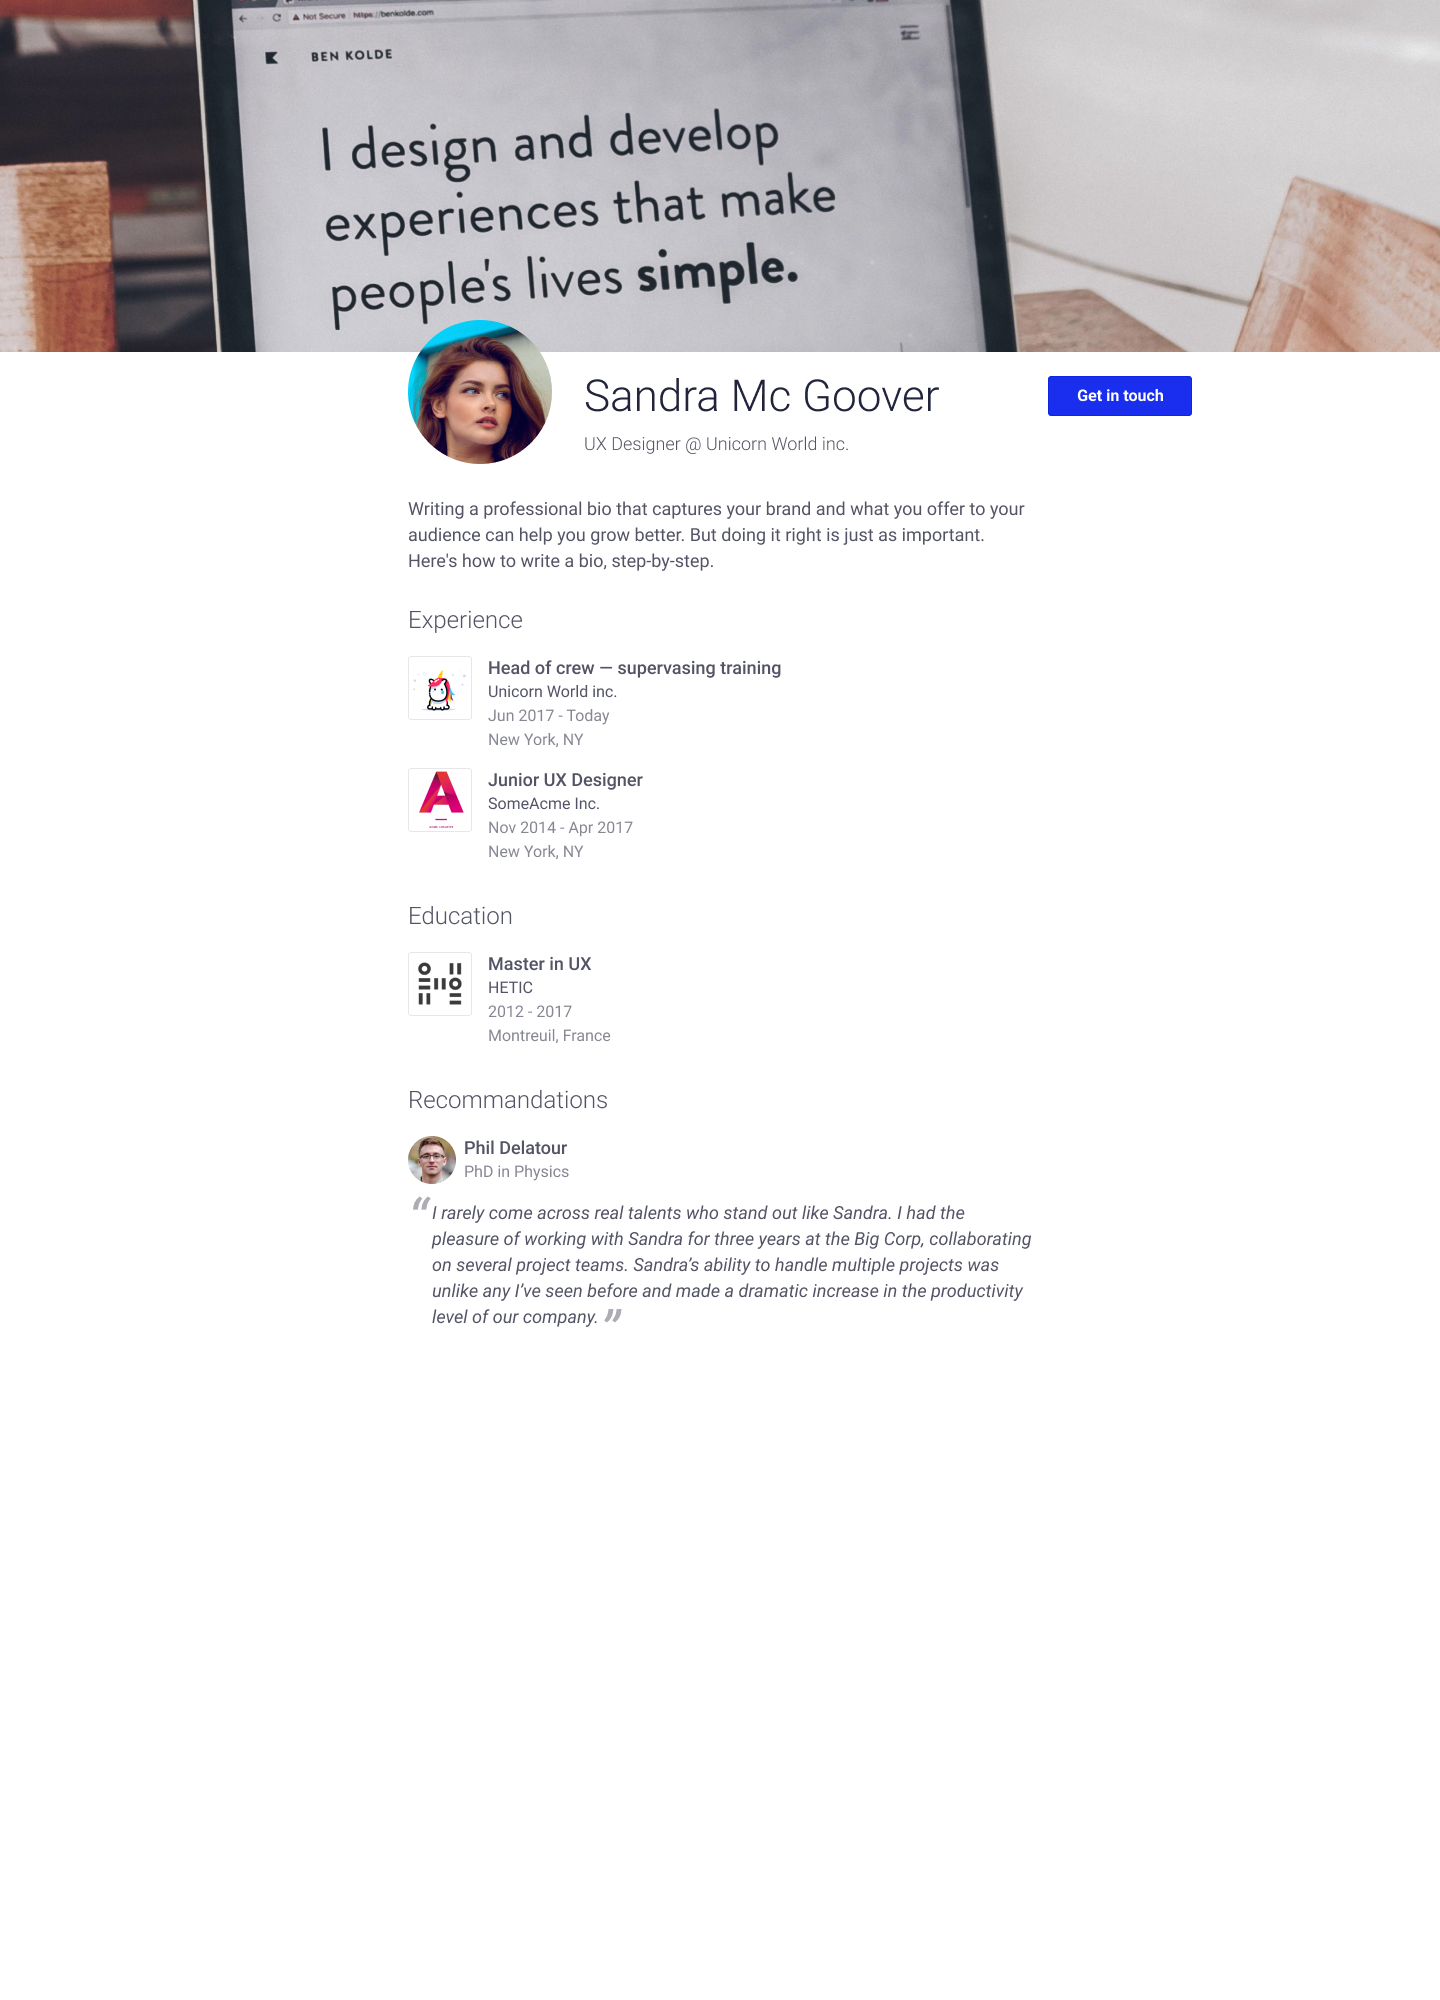 Not Secure https://benkolde.com
BEN KOLDE
I design and develop
experiences that make
people's lives simple.
Sandra Mc Goover
Get in touch
UX Designer @ Unicorn World inc.
Writing a professional bio that captures your brand and what you offer to your
audience can help you grow better. But doing it right is just as important.
Here's how to write a bio, step-by-step.
Experience
Head of crew — supervasing training
Unicorn World inc.
Jun 2017 - Today
New York, NY
A
Junior UX Designer
SomeAcme Inc.
Nov 2014 - Apr 2017
New York, NY
Education
Master in UX
HETIC
2012 - 2017
Montreuil, France
Recommandations
Phil Delatour
PhD in Physics
“ I rarely come across real talents who stand out like Sandra. I had the
pleasure of working with Sandra for three years at the Big Corp, collaborating
on several project teams. Sandra’s ability to handle multiple projects was
unlike any I’ve seen before and made a dramatic increase in the productivity
level of our company. ”